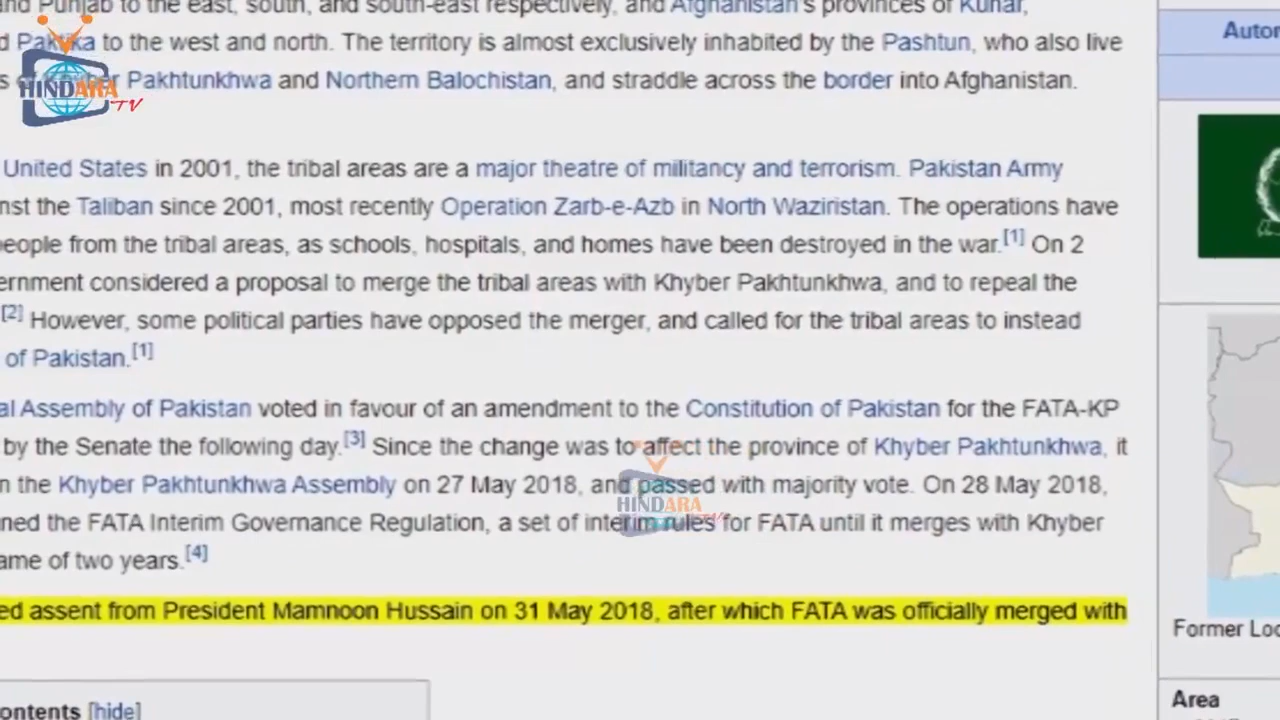 and Punjab to the east, south, and south-east respectively, and Afghanistan's provinces of Kunar,
d Paktika to the west and north. The territory is almost exclusively inhabited by the Pashtun, who also live
s of Khyber Pakhtunkhwa and Northern Balochistan, and straddle across the border into Afghanistan.
HINDARA
TV
United States in 2001, the tribal areas are a major theatre of militancy and terrorism. Pakistan Army
nst the Taliban since 2001, most recently Operation Zarb-e-Azb in North Waziristan. The operations have
people from the tribal areas, as schools, hospitals, and homes have been destroyed in the war.[1] On 2
ernment considered a proposal to merge the tribal areas with Khyber Pakhtunkhwa, and to repeal the
[2] However, some political parties have opposed the merger, and called for the tribal areas to instead
of Pakistan.[1]
al Assembly of Pakistan voted in favour of an amendment to the Constitution of Pakistan for the FATA-KP
by the Senate the following day.[3] Since the change was to affect the province of Khyber Pakhtunkhwa, it
n the Khyber Pakhtunkhwa Assembly on 27 May 2018, and passed with majority vote. On 28 May 2018,
ned the FATA Interim Governance Regulation, a set of interim rules for FATA until it merges with Khyber
ame of two years.[4]
HINDARA
TV
ed assent from President Mamnoon Hussain on 31 May 2018, after which FATA was officially merged with
ontents [hide]
Auton
Former Loc
Area